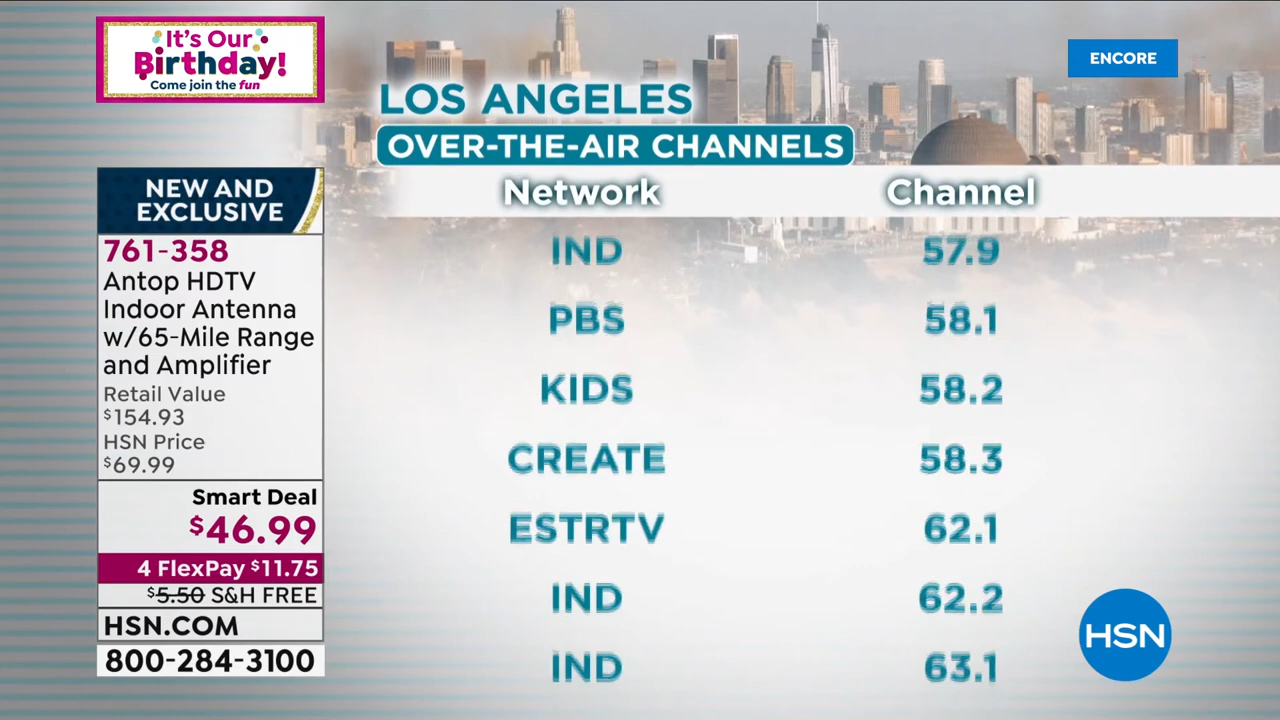 It's Our
Birthday!
Come join the fun
ENCORE
LOS ANGELES
OVER-THE-AIR CHANNELS
Network Channel
IND 57.9
PBS 58.1
KIDS 58.2
CREATE 58.3
ESTRTV 62.1
IND 62.2
IND 63.1
NEW AND
EXCLUSIVE
761-358
Antop HDTV
Indoor Antenna
w/65-Mile Range
and Amplifier
Retail Value
$154.93
HSN Price
$69.99
Smart Deal
$46.99
4 FlexPay $11.75
$5.50 S&H FREE
HSN.COM
800-284-3100
HSN